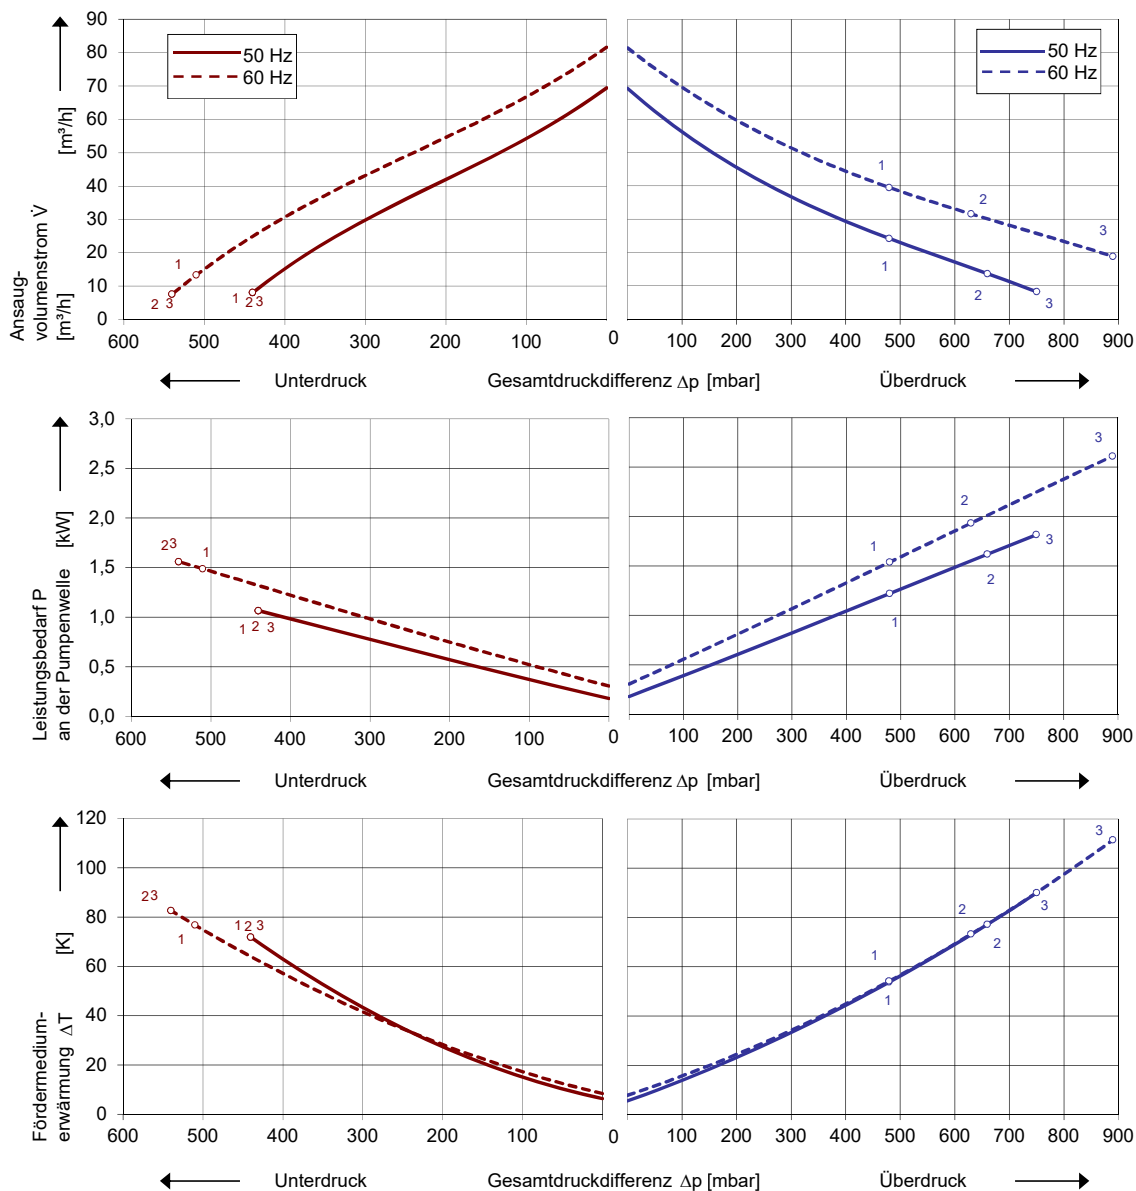 90
80
70
60
50
40
30
20
10
0
[m³/h]
Ansaug-
volumenstrom V̇
[m³/h]
50 Hz
60 Hz
1
2 3
1 2 3
600 500 400 300 200 100 0
50 Hz
60 Hz
1
2
3
1
2
3
100 200 300 400 500 600 700 800 900
Unterdruck Gesamtdruckdifferenz Δp [mbar] Überdruck
3,0
2,5
2,0
1,5
1,0
0,5
0,0
Leistungsbedarf P [kW]
an der Pumpenwelle
23 1
1 2 3
600 500 400 300 200 100 0
3
2
1
3
2
1
100 200 300 400 500 600 700 800 900
Unterdruck Gesamtdruckdifferenz Δp [mbar] Überdruck
120
100
80
60
40
20
0
[K]
Fördermedium-
erwärmung ΔT
23
1
1 2 3
600 500 400 300 200 100 0
3
2
1
3
2
1
100 200 300 400 500 600 700 800 900
Unterdruck Gesamtdruckdifferenz Δp [mbar] Überdruck